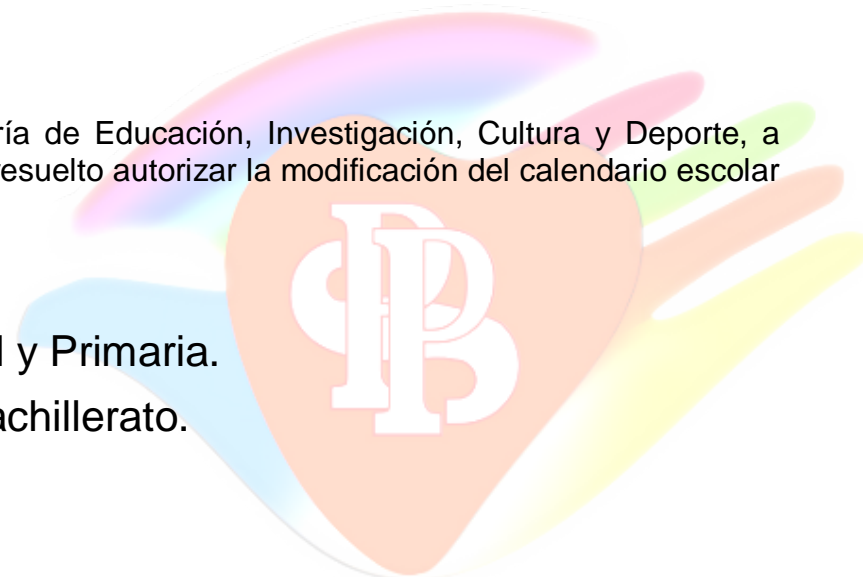 ría de Educación, Investigación, Cultura y Deporte, a
resuelto autorizar la modificación del calendario escolar
y Primaria.
achillerato.